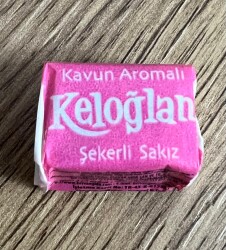 Kavun Aromalı
Keloğlan
Şekerli Sakız